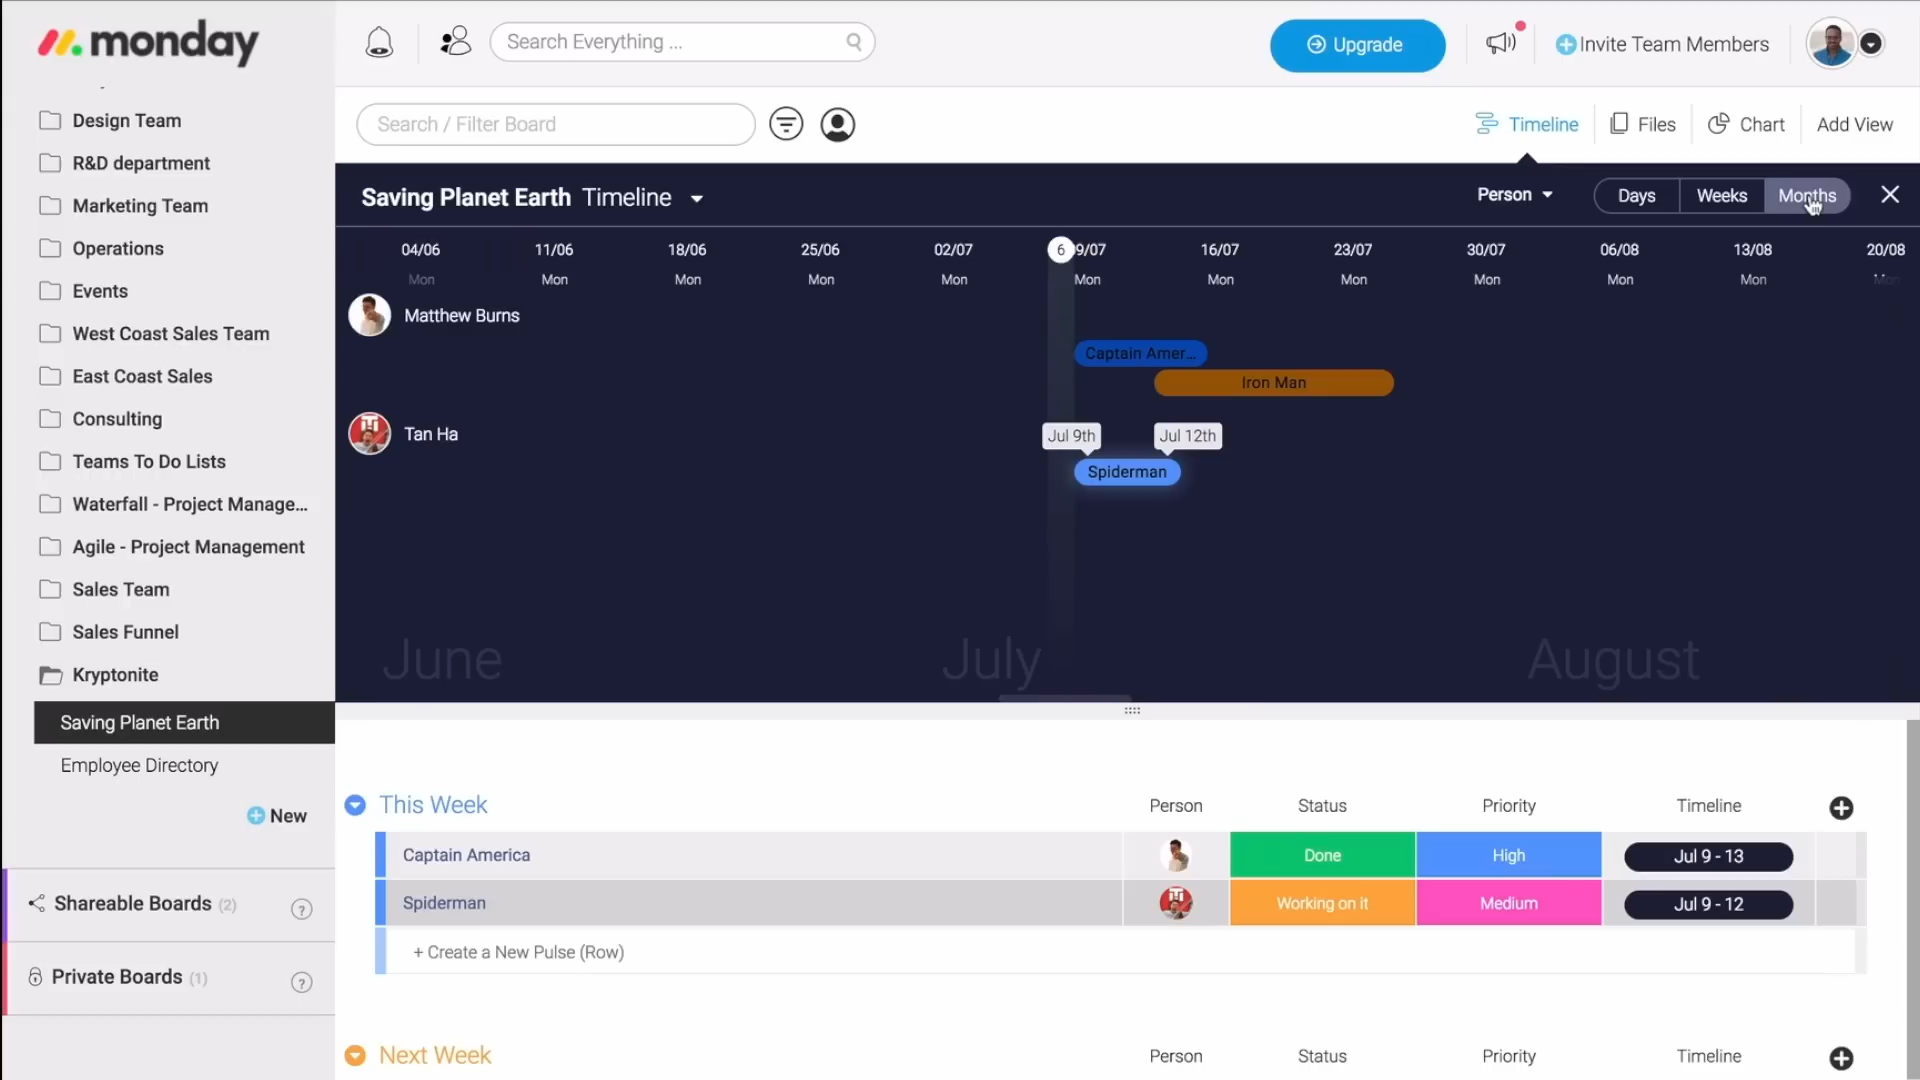 monday
Search Everything ...
Upgrade
Invite Team Members
Design Team
R&D department
Marketing Team
Operations
Events
West Coast Sales Team
East Coast Sales
Consulting
Teams To Do Lists
Waterfall - Project Manage...
Agile - Project Management
Sales Team
Sales Funnel
Kryptonite
Saving Planet Earth
Employee Directory
New
Shareable Boards (2)
?
Private Boards (1)
?
Search / Filter Board
Timeline
Files
Chart
Add View
Saving Planet Earth Timeline
Person
Days
Weeks
Months
04/06 11/06 18/06 25/06 02/07 6 9/07 16/07 23/07 30/07 06/08 13/08 20/08
Mon Mon Mon Mon Mon Mon Mon Mon Mon Mon Mon Mon
Matthew Burns
Captain Amer...
Iron Man
Tan Ha
Jul 9th Jul 12th
Spiderman
June July August
This Week Person Status Priority Timeline
Captain America Done High Jul 9 - 13
Spiderman Working on it Medium Jul 9 - 12
+ Create a New Pulse (Row)
Next Week Person Status Priority Timeline